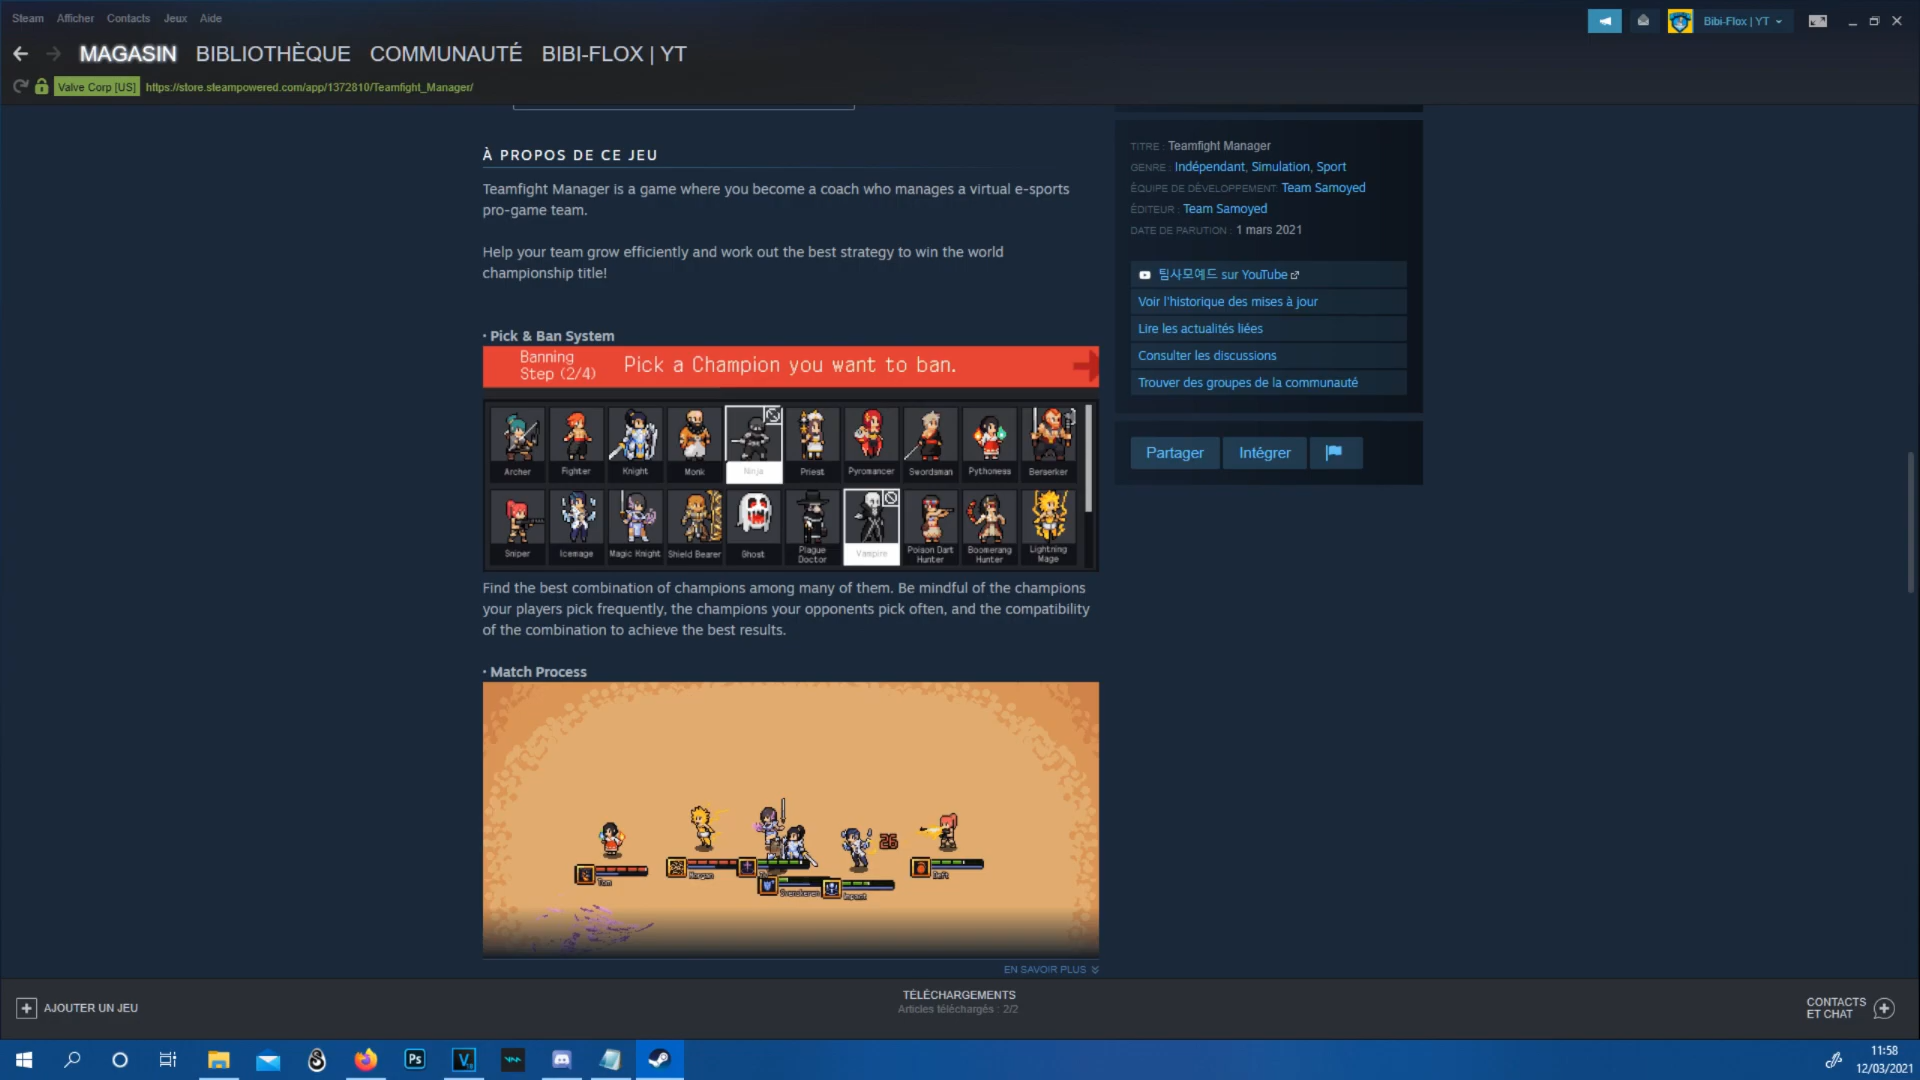 Steam Afficher Contacts Jeux Aide
Bibi-Flox | YT
MAGASIN BIBLIOTHÈQUE COMMUNAUTÉ BIBI-FLOX | YT
Valve Corp [US] https://store.steampowered.com/app/1372810/Teamfight_Manager/
À PROPOS DE CE JEU
Teamfight Manager is a game where you become a coach who manages a virtual e-sports
pro-game team.
Help your team grow efficiently and work out the best strategy to win the world
championship title!
• Pick & Ban System
Banning
Step (2/4)
Pick a Champion you want to ban.
Archer Fighter Knight Monk Ninja Priest Pyromancer Swordsman Pythoness Berserker
Sniper Icemage Magic Knight Shield Bearer Ghost Plague Doctor Vampire Poison Dart Hunter Boomerang Hunter Lightning Mage
Find the best combination of champions among many of them. Be mindful of the champions
your players pick frequently, the champions your opponents pick often, and the compatibility
of the combination to achieve the best results.
• Match Process
26
Tom
EN SAVOIR PLUS
TITRE : Teamfight Manager
GENRE : Indépendant, Simulation, Sport
ÉQUIPE DE DÉVELOPPEMENT: Team Samoyed
ÉDITEUR : Team Samoyed
DATE DE PARUTION : 1 mars 2021
팀사모예드 sur YouTube
Voir l'historique des mises à jour
Lire les actualités liées
Consulter les discussions
Trouver des groupes de la communauté
Partager Intégrer
AJOUTER UN JEU
TÉLÉCHARGEMENTS
Articles téléchargés : 2/2
CONTACTS
ET CHAT
Ps
11:58
12/03/2021